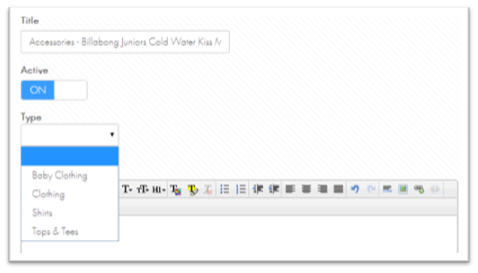 Title
Accessories - Billabong Juniors Cold Water Kiss
Active
ON
Type
Baby Clothing
Clothing
Shirts
Tops & Tees